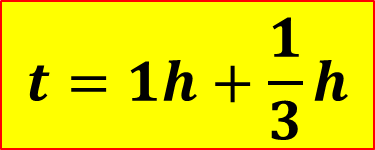 t = 1h + 1/3 h